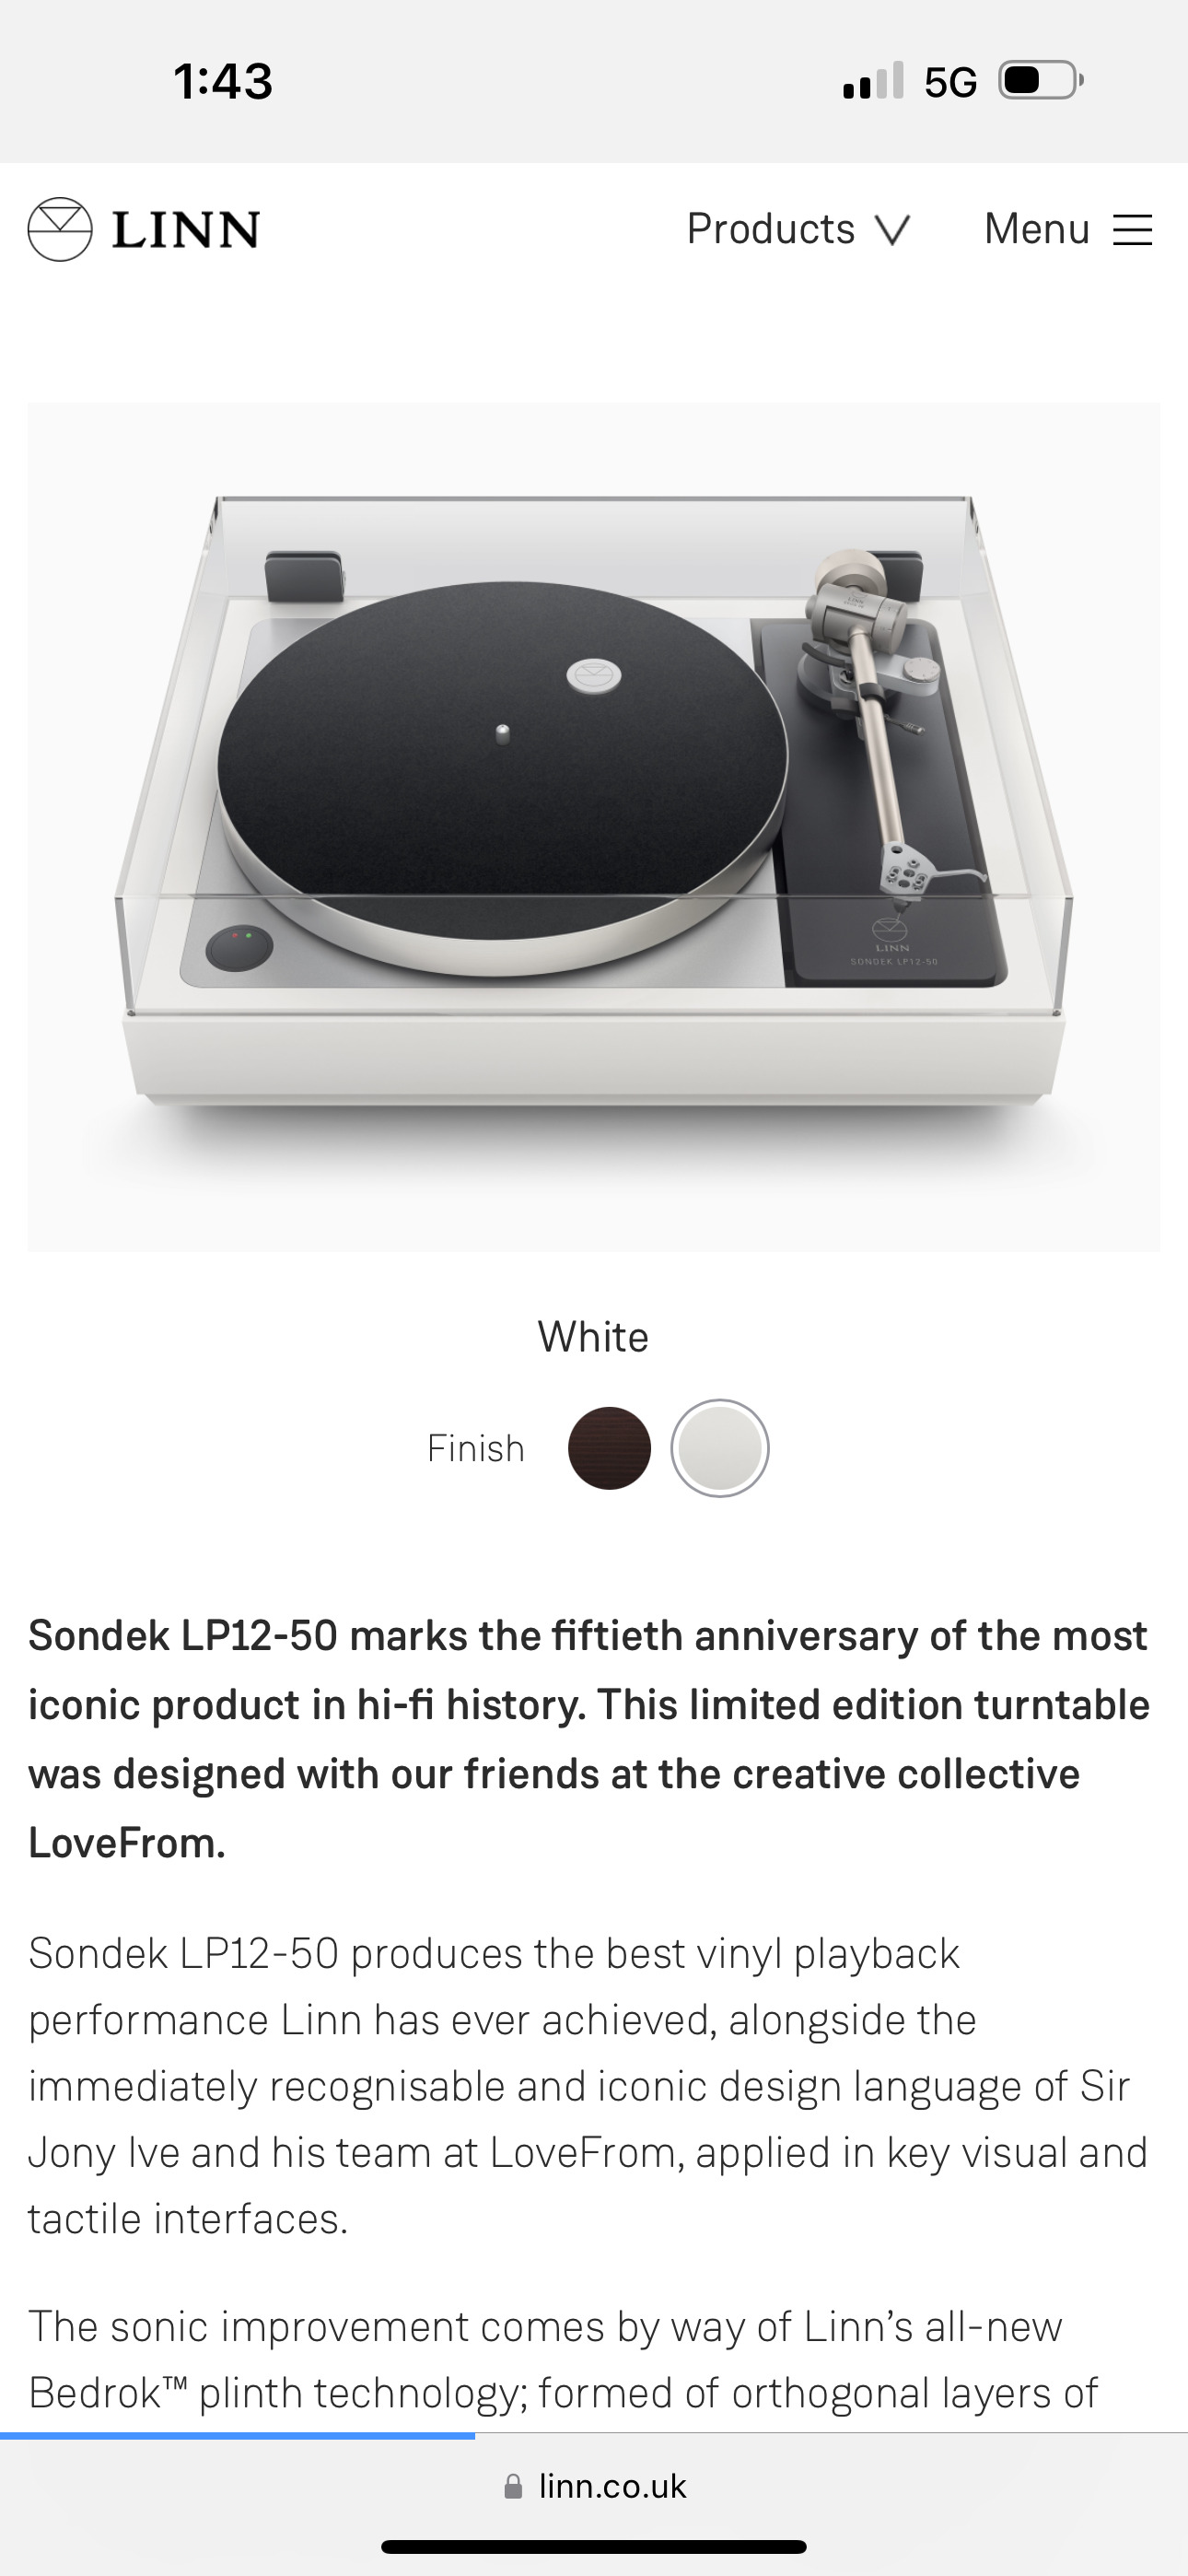 1:43
5G
LINN
Products
Menu
LINN
SONDEK LP12-50
White
Finish
Sondek LP12-50 marks the fiftieth anniversary of the most
iconic product in hi-fi history. This limited edition turntable
was designed with our friends at the creative collective
LoveFrom.
Sondek LP12-50 produces the best vinyl playback
performance Linn has ever achieved, alongside the
immediately recognisable and iconic design language of Sir
Jony Ive and his team at LoveFrom, applied in key visual and
tactile interfaces.
The sonic improvement comes by way of Linn’s all-new
Bedrok™ plinth technology; formed of orthogonal layers of
linn.co.uk